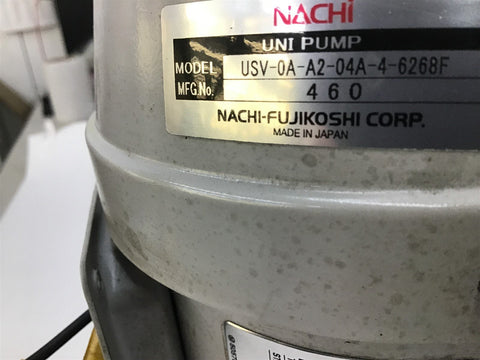 NACHi
UNI PUMP
MODEL USV-0A-A2-04A-4-6268F
MFG.No. 460
NACHI-FUJIKOSHI CORP.
MADE IN JAPAN